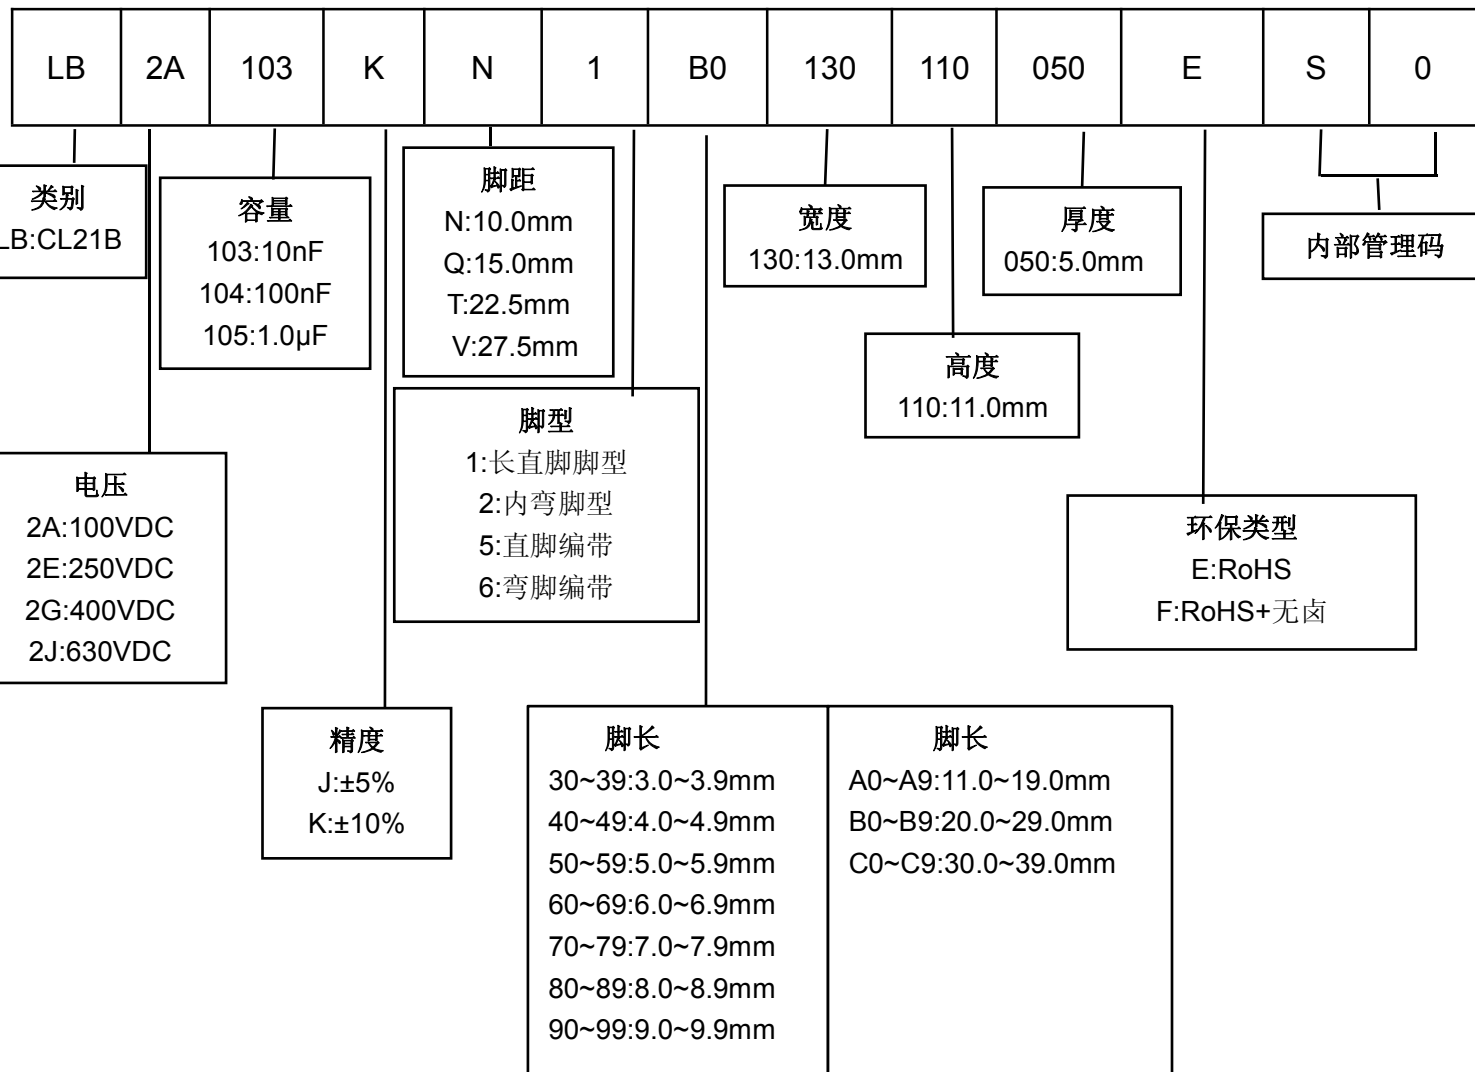 LB 2A 103 K N 1 B0 130 110 050 E S 0
类别
LB:CL21B
容量
103:10nF
104:100nF
105:1.0μF
脚距
N:10.0mm
Q:15.0mm
T:22.5mm
V:27.5mm
宽度
130:13.0mm
厚度
050:5.0mm
内部管理码
高度
110:11.0mm
脚型
1:长直脚脚型
2:内弯脚型
5:直脚编带
6:弯脚编带
电压
2A:100VDC
2E:250VDC
2G:400VDC
2J:630VDC
环保类型
E:RoHS
F:RoHS+无卤
精度
J:±5%
K:±10%
脚长
30~39:3.0~3.9mm
40~49:4.0~4.9mm
50~59:5.0~5.9mm
60~69:6.0~6.9mm
70~79:7.0~7.9mm
80~89:8.0~8.9mm
90~99:9.0~9.9mm
脚长
A0~A9:11.0~19.0mm
B0~B9:20.0~29.0mm
C0~C9:30.0~39.0mm